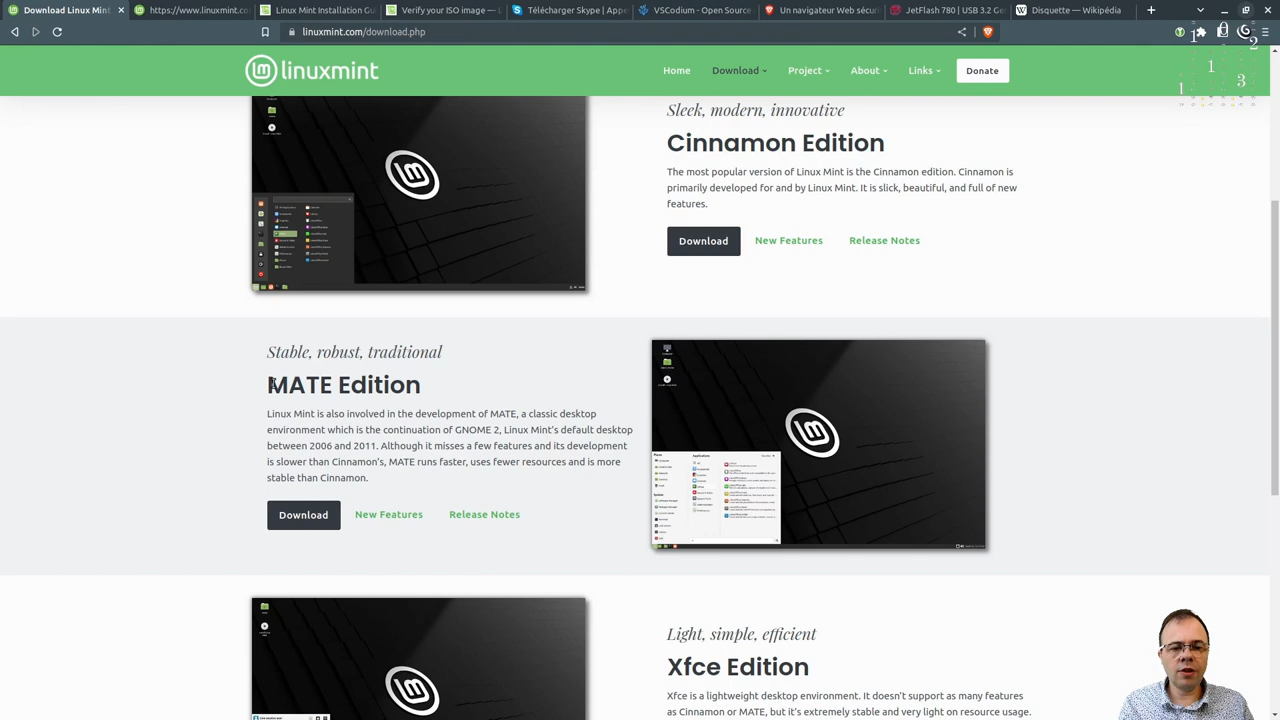 Download Linux Mint
https://www.linuxmint.co
Linux Mint Installation Gui
Verify your ISO image — L
Télécharger Skype | Appe
VSCodium - Open Source
Un navigateur Web sécur
JetFlash 780 | USB 3.2 Ge
Disquette — Wikipédia
linuxmint.com/download.php
linuxmint
Home
Download
Project
About
Links
Donate
1
2
1
3
1
Sleek, modern, innovative
Cinnamon Edition
The most popular version of Linux Mint is the Cinnamon edition. Cinnamon is
primarily developed for and by Linux Mint. It is slick, beautiful, and full of new
features.
Download
New Features
Release Notes
Stable, robust, traditional
MATE Edition
Linux Mint is also involved in the development of MATE, a classic desktop
environment which is the continuation of GNOME 2, Linux Mint's default desktop
between 2006 and 2011. Although it misses a few features and its development
is slower than Cinnamon's, MATE runs faster, uses fewer resources and is more
stable than Cinnamon.
Download
New Features
Release Notes
Light, simple, efficient
Xfce Edition
Xfce is a lightweight desktop environment. It doesn't support as many features
as Cinnamon or MATE, but it's extremely stable and very light on resource usage.